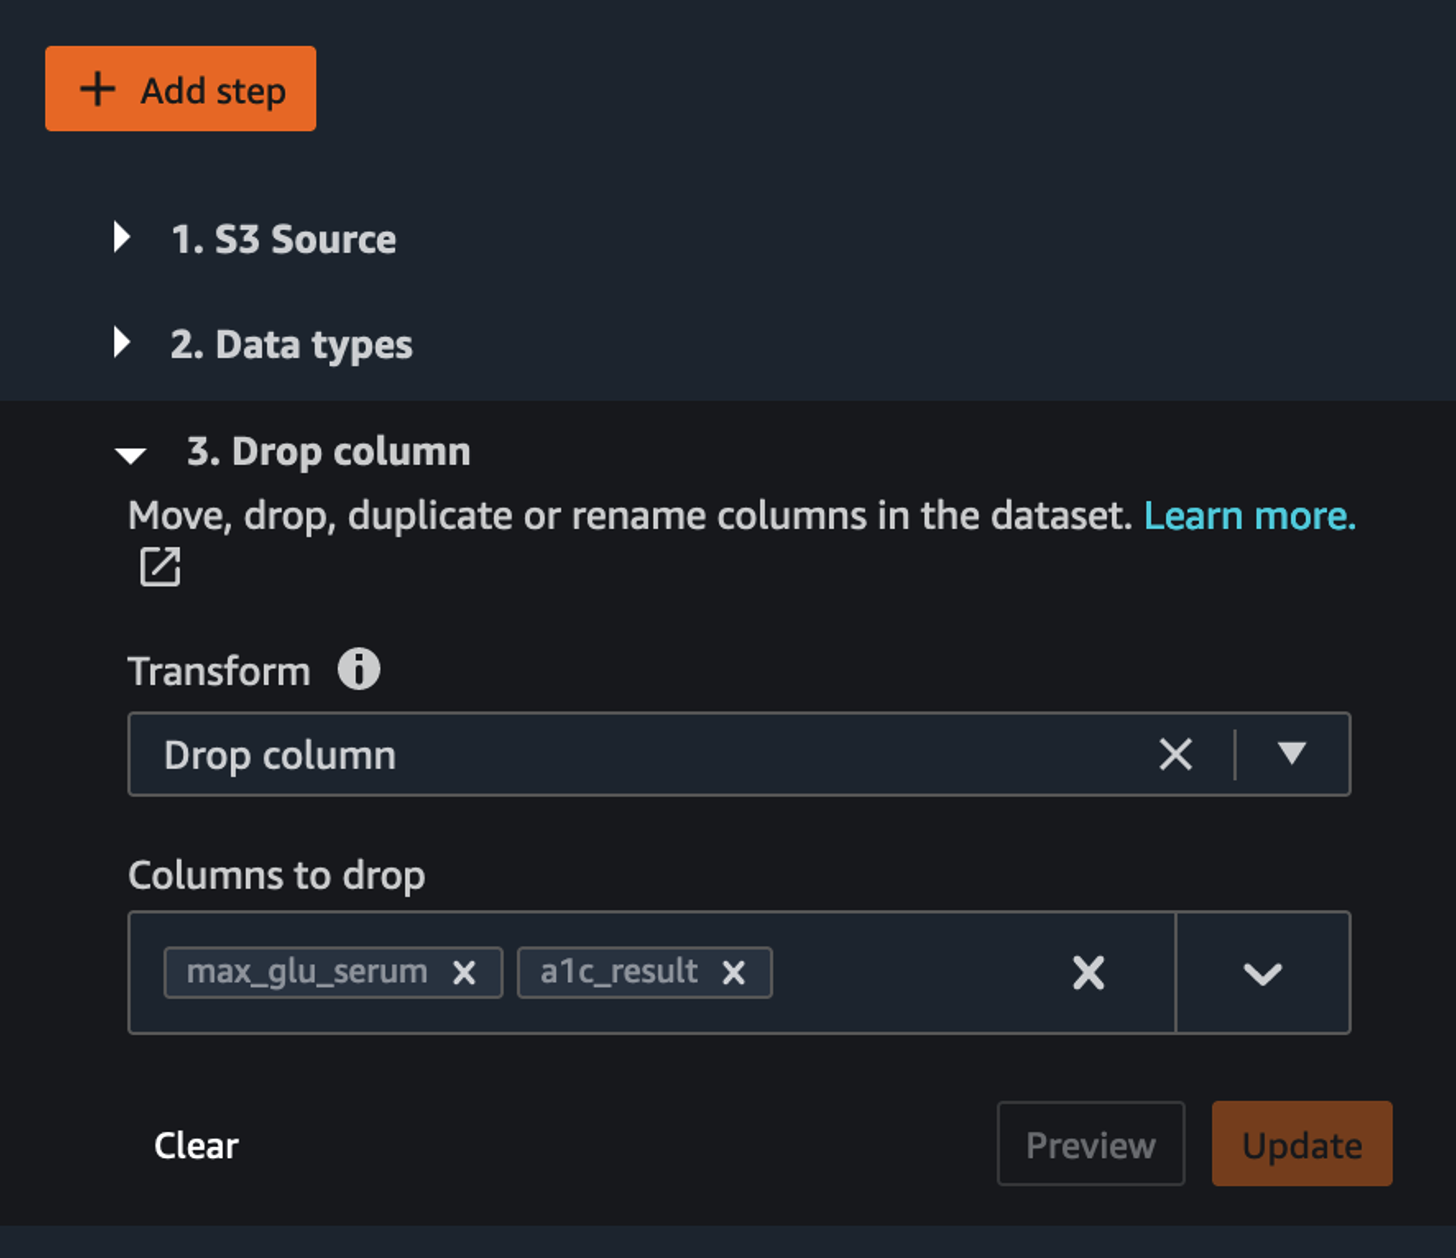 + Add step
1. S3 Source
2. Data types
3. Drop column
Move, drop, duplicate or rename columns in the dataset. Learn more.
Transform
Drop column
Columns to drop
max_glu_serum a1c_result
Clear Preview Update